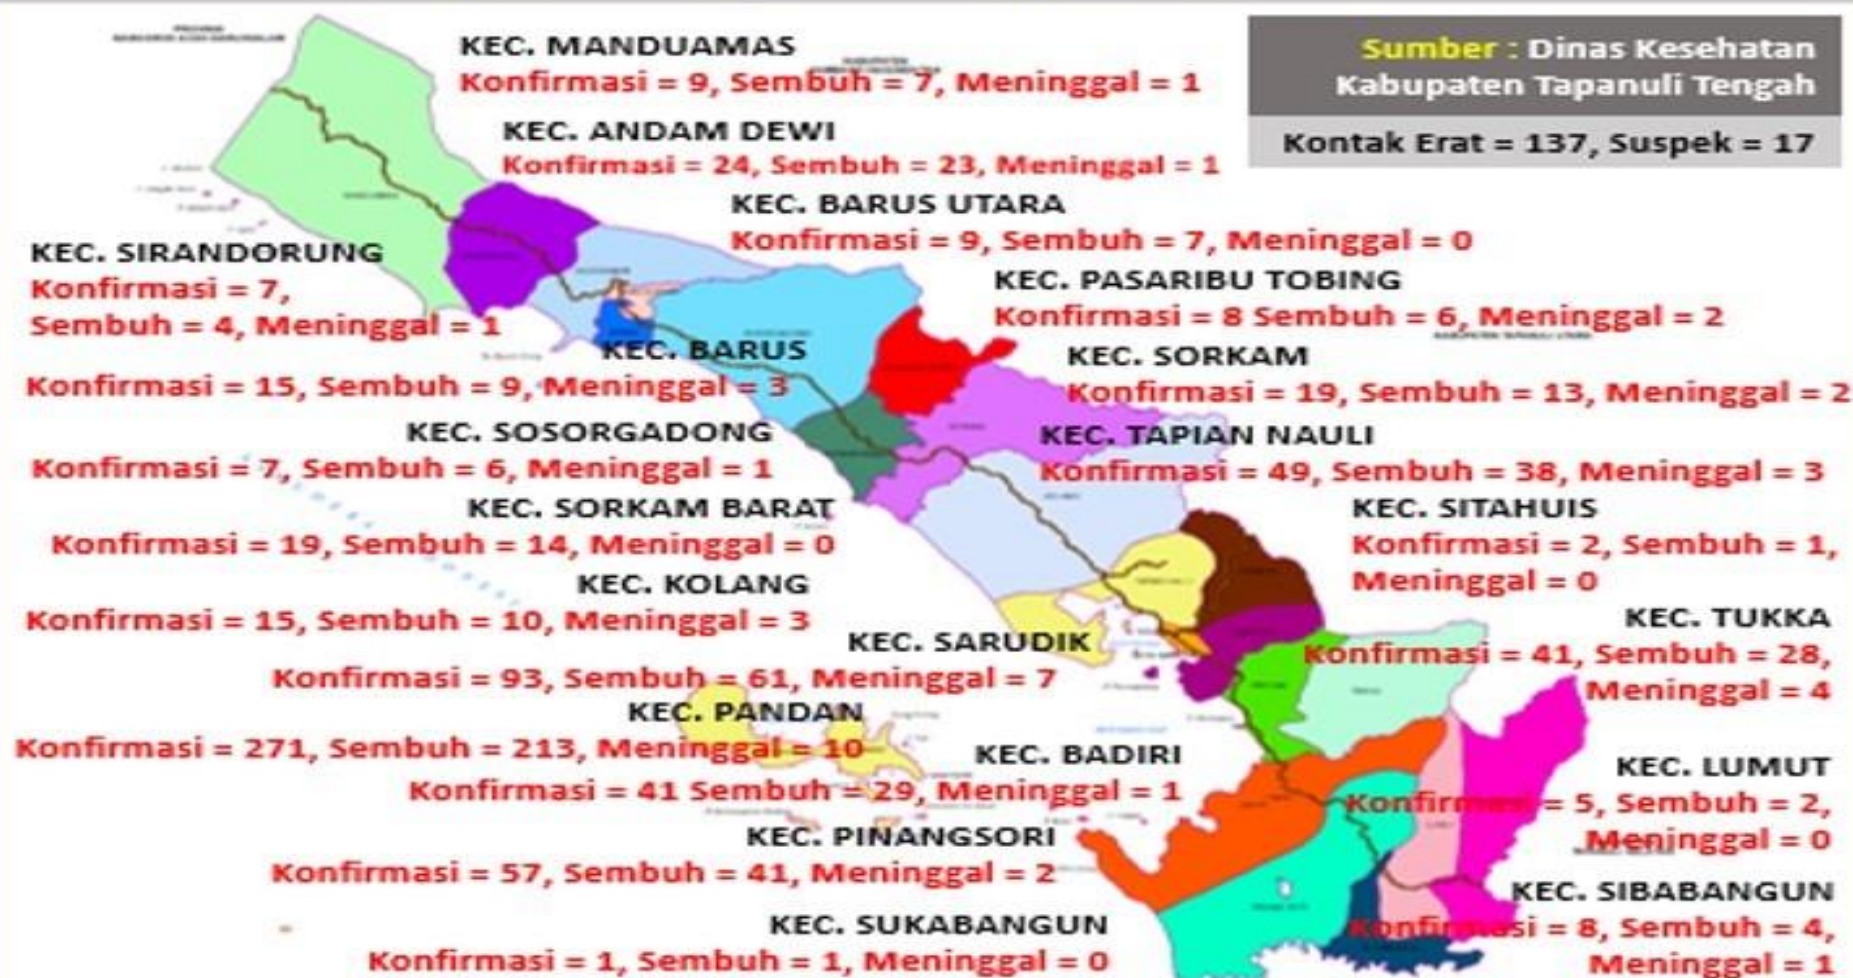 KEC. MANDUAMAS
Konfirmasi = 9, Sembuh = 7, Meninggal = 1
Sumber : Dinas Kesehatan
Kabupaten Tapanuli Tengah
Kontak Erat = 137, Suspek = 17
KEC. ANDAM DEWI
Konfirmasi = 24, Sembuh = 23, Meninggal = 1
KEC. BARUS UTARA
Konfirmasi = 9, Sembuh = 7, Meninggal = 0
KEC. SIRANDORUNG
Konfirmasi = 7,
Sembuh = 4, Meninggal = 1
KEC. PASARIBU TOBING
Konfirmasi = 8 Sembuh = 6, Meninggal = 2
KEC. BARUS
Konfirmasi = 15, Sembuh = 9, Meninggal = 3
KEC. SORKAM
Konfirmasi = 19, Sembuh = 13, Meninggal = 2
KEC. SOSORGADONG
Konfirmasi = 7, Sembuh = 6, Meninggal = 1
KEC. TAPIAN NAULI
Konfirmasi = 49, Sembuh = 38, Meninggal = 3
KEC. SORKAM BARAT
Konfirmasi = 19, Sembuh = 14, Meninggal = 0
KEC. SITAHUIS
Konfirmasi = 2, Sembuh = 1,
Meninggal = 0
KEC. KOLANG
Konfirmasi = 15, Sembuh = 10, Meninggal = 3
KEC. TUKKA
Konfirmasi = 41, Sembuh = 28,
Meninggal = 4
KEC. SARUDIK
Konfirmasi = 93, Sembuh = 61, Meninggal = 7
KEC. PANDAN
Konfirmasi = 271, Sembuh = 213, Meninggal = 10
KEC. BADIRI
Konfirmasi = 41 Sembuh = 29, Meninggal = 1
KEC. LUMUT
Konfirmasi = 5, Sembuh = 2,
Meninggal = 0
KEC. PINANGSORI
Konfirmasi = 57, Sembuh = 41, Meninggal = 2
KEC. SIBABANGUN
Konfirmasi = 8, Sembuh = 4,
Meninggal = 1
KEC. SUKABANGUN
Konfirmasi = 1, Sembuh = 1, Meninggal = 0